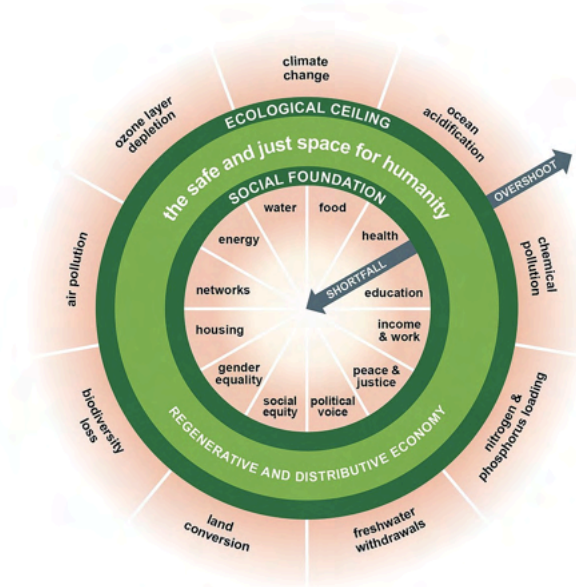 climate
change
ocean
acidification
OVERSHOOT
chemical
pollution
nitrogen &
phosphorus loading
freshwater
withdrawals
land
conversion
biodiversity
loss
air pollution
ozone layer
depletion
ECOLOGICAL CEILING
the safe and just space for humanity
SOCIAL FOUNDATION
water
food
health
SHORTFALL
education
income
& work
peace &
justice
political
voice
social
equity
gender
equality
housing
networks
energy
REGENERATIVE AND DISTRIBUTIVE ECONOMY